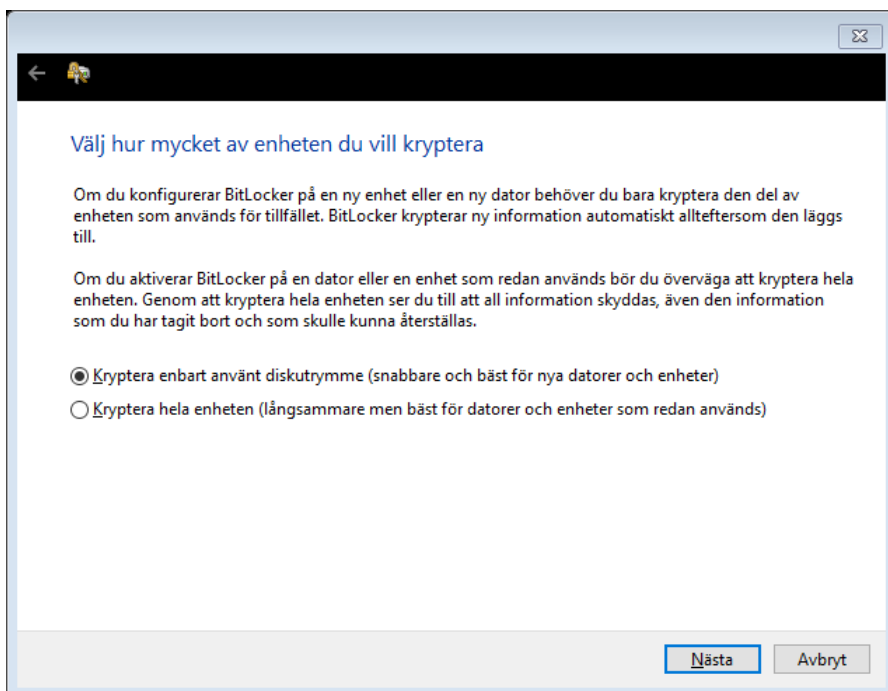 Välj hur mycket av enheten du vill kryptera
Om du konfigurerar BitLocker på en ny enhet eller en ny dator behöver du bara kryptera den del av
enheten som används för tillfället. BitLocker krypterar ny information automatiskt allteftersom den läggs
till.
Om du aktiverar BitLocker på en dator eller en enhet som redan används bör du överväga att kryptera hela
enheten. Genom att kryptera hela enheten ser du till att all information skyddas, även den information
som du har tagit bort och som skulle kunna återställas.
Kryptera enbart använt diskutrymme (snabbare och bäst för nya datorer och enheter)
Kryptera hela enheten (långsammare men bäst för datorer och enheter som redan används)
Nästa Avbryt